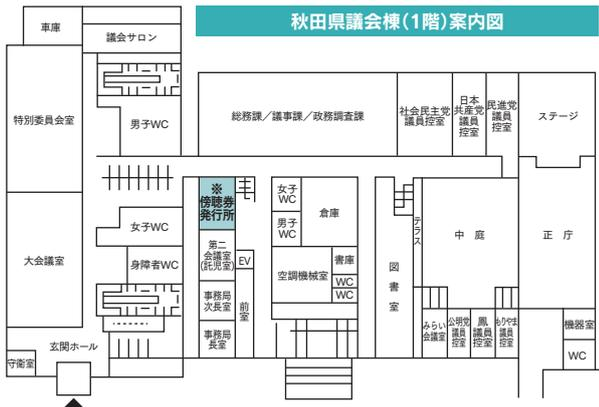 秋田県議会棟(1階)案内図
車庫
議会サロン
特別委員会室
男子WC
総務課／議事課／政務調査課
社会民主党
議員控室
日本
共産党
議員
控室
民進党
議員
控室
ステージ
※
傍聴券
発行所
女子
WC
男子
WC
倉庫
テラス
中 庭
正 庁
女子WC
大会議室
身障者WC
第二
会議室
(託児室)
EV
空調機械室
書庫
WC
WC
図書室
事務局
次長室
前室
事務局
長室
みらい
会議室
公明党
議員
控室
鳳
議員
控室
もりやま
議員
控室
機器室
WC
玄関ホール
守衛室